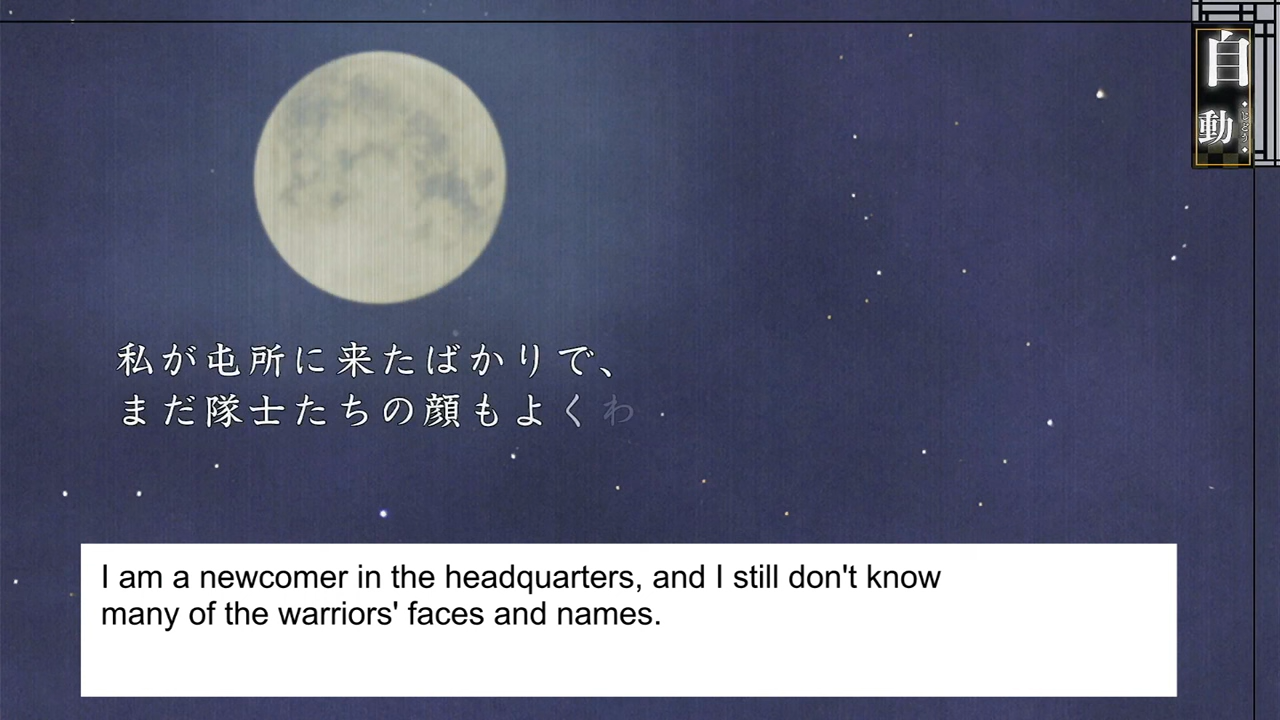 自動
私が屯所に来たばかりで、
まだ隊士たちの顔もよくわ
I am a newcomer in the headquarters, and I still don't know
many of the warriors' faces and names.